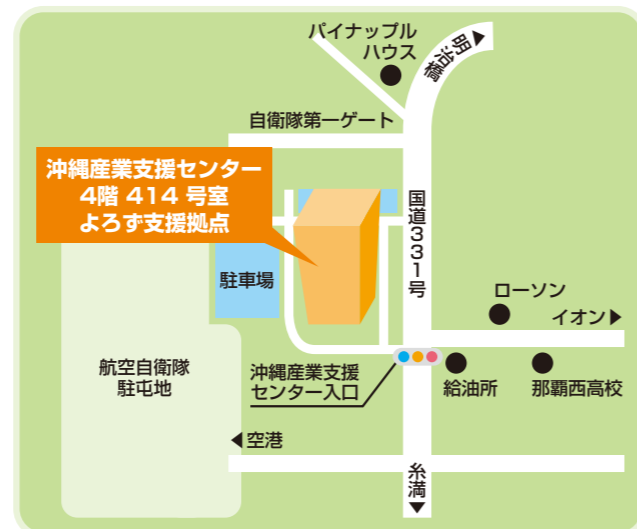 パイナップル
ハウス
明治橋
自衛隊第一ゲート
沖縄産業支援センター
4階 414 号室
よろず支援拠点
国道331号
駐車場
ローソン
イオン▶
航空自衛隊
駐屯地
沖縄産業支援
センター入口
給油所
那覇西高校
◀空港
糸満